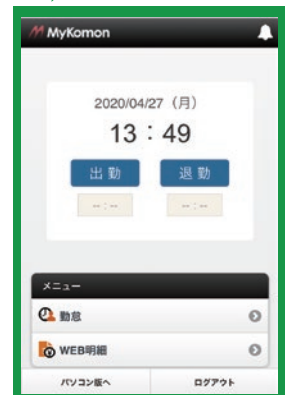 MyKomon
2020/04/27（月）
13：49
出勤 退勤
--:-- --:--
メニュー
勤怠
WEB明細
パソコン版へ ログアウト